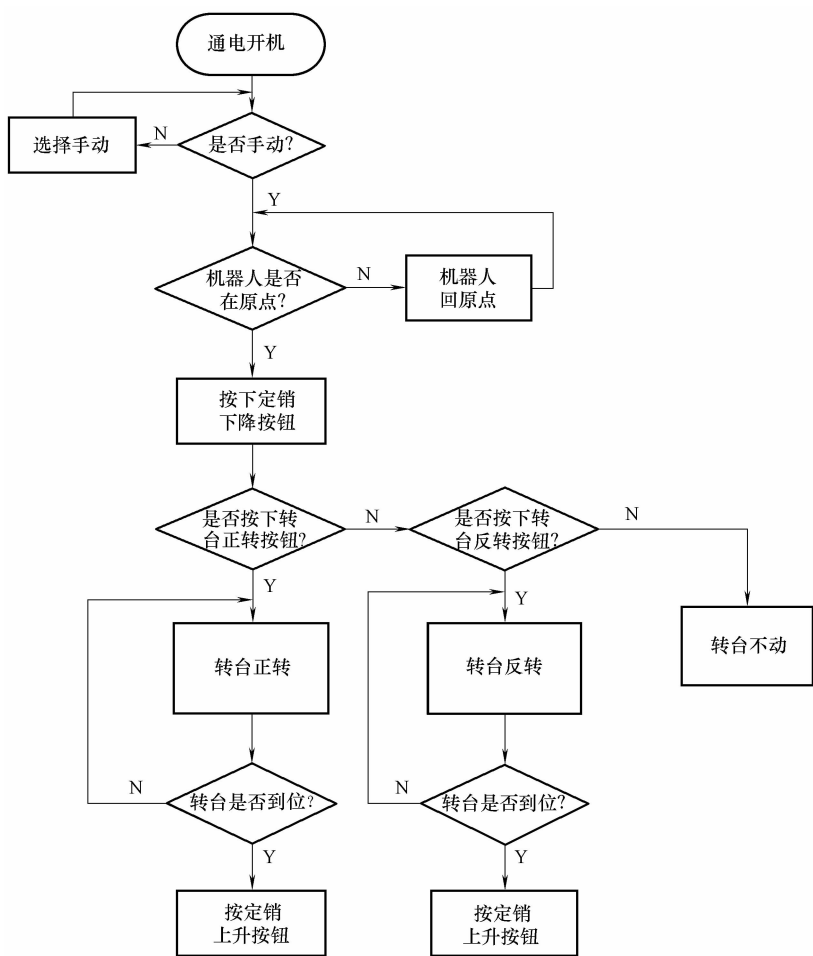 通电开机
选择手动
N
是否手动?
Y
机器人是否
在原点?
N
机器人
回原点
Y
按下定销
下降按钮
是否按下转
台正转按钮?
N
是否按下转
台反转按钮?
N
Y
Y
转台正转
转台反转
转台不动
N
转台是否到位?
N
转台是否到位?
Y
Y
按定销
上升按钮
按定销
上升按钮